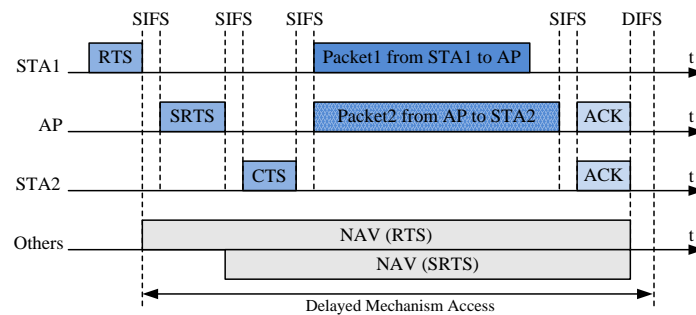 SIFS SIFS SIFS SIFS DIFS
STA1 RTS Packet1 from STA1 to AP t
AP SRTS Packet2 from AP to STA2 ACK t
STA2 CTS ACK t
Others NAV (RTS) t
NAV (SRTS)
Delayed Mechanism Access